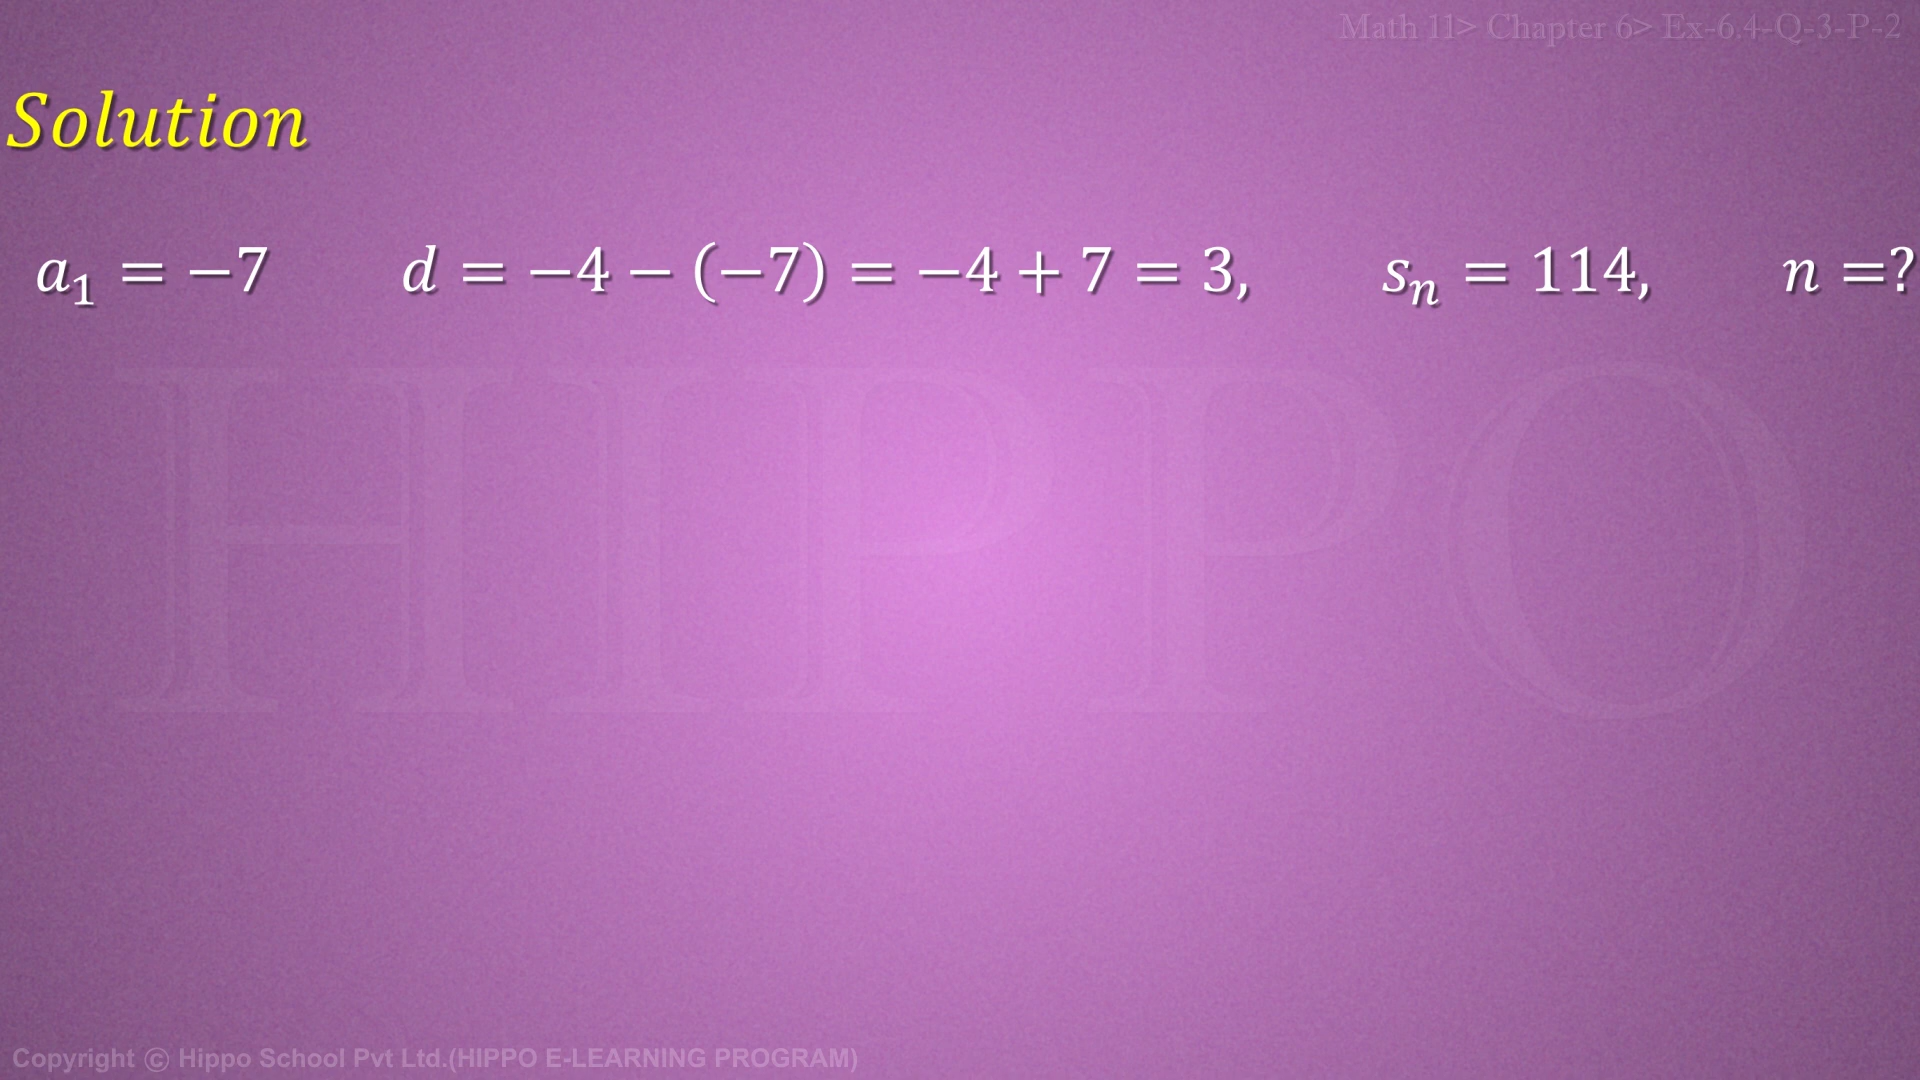 Math 11> Chapter 6> Ex-6.4-Q-3-P-2
Solution
a₁ = −7 d = −4 − (−7) = −4 + 7 = 3, sₙ = 114, n =?
HIPPO
Copyright © Hippo School Pvt Ltd.(HIPPO E-LEARNING PROGRAM)